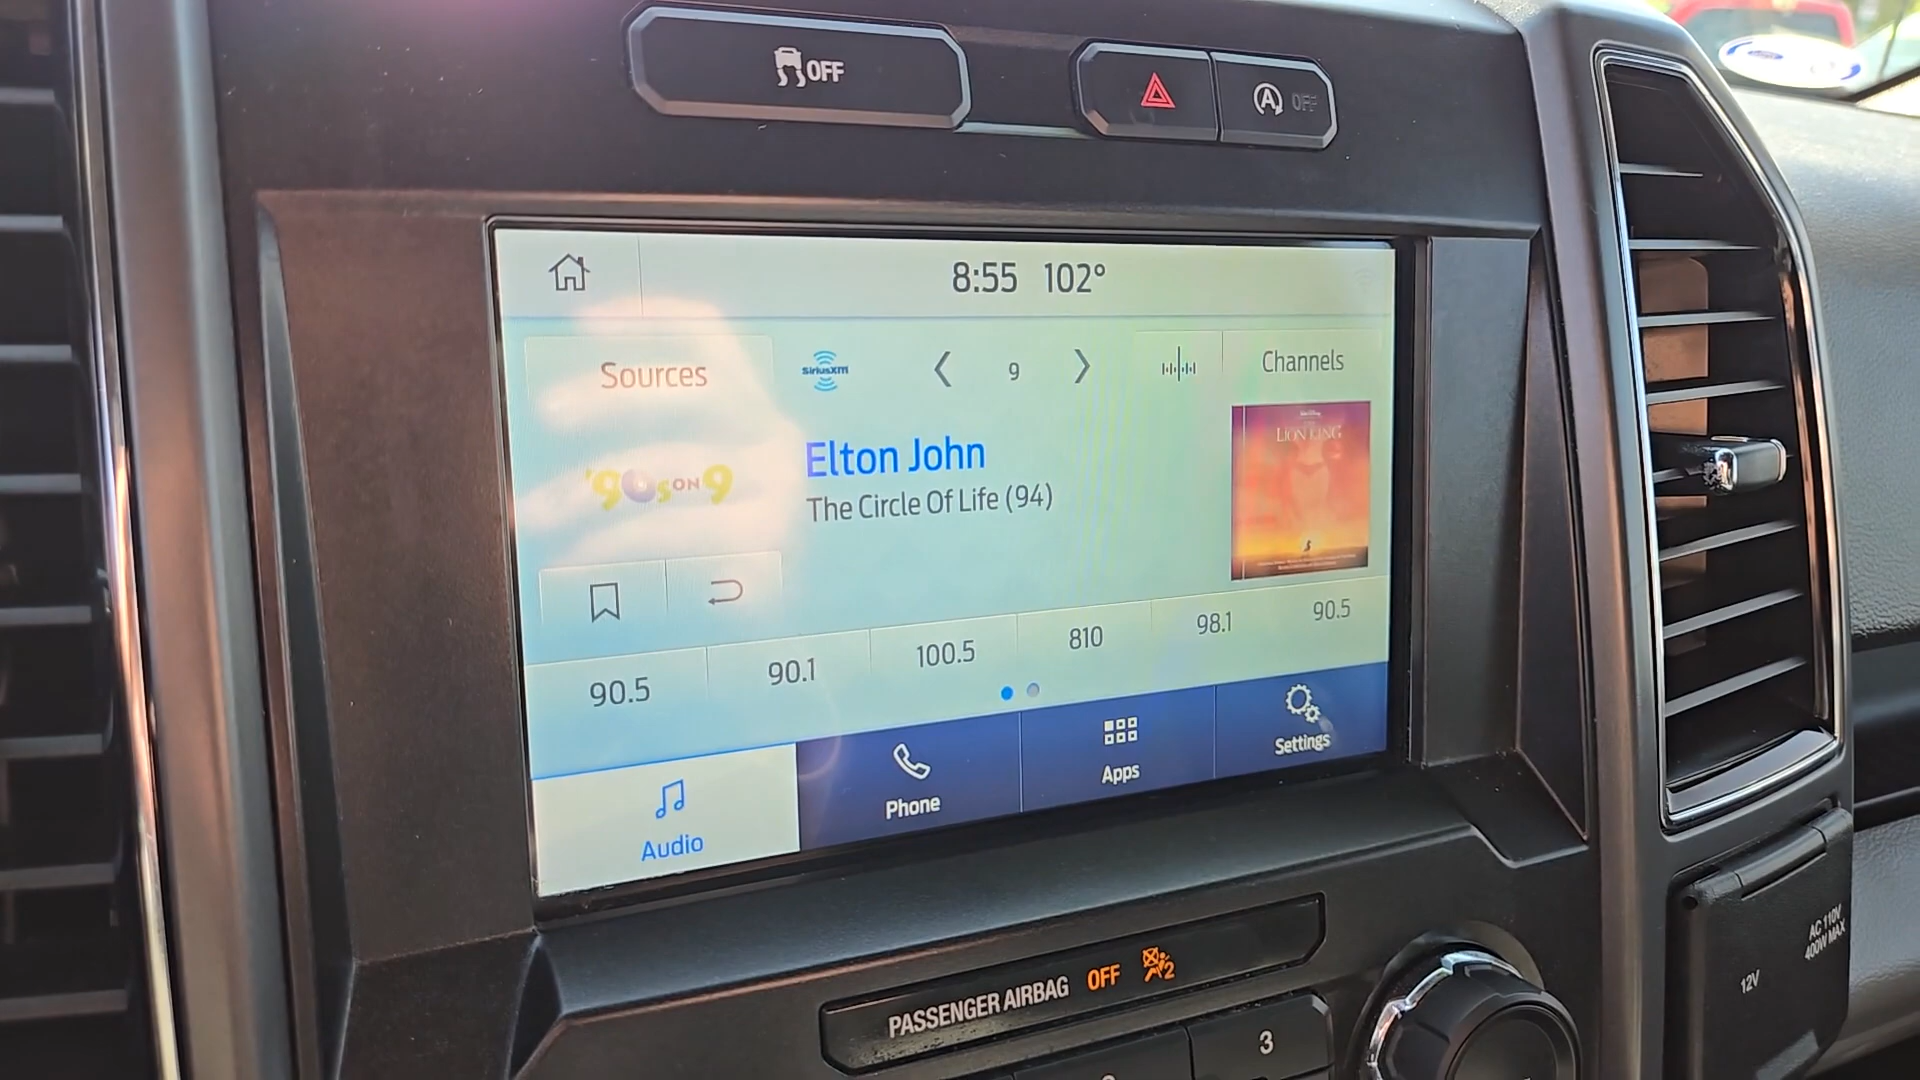 OFF
A OFF
8:55 102°
Sources
SiriusXM
9
Channels
'90s ON 9
Elton John
The Circle Of Life (94)
LION KING
90.5
90.1
100.5
810
98.1
90.5
Audio
Phone
Apps
Settings
PASSENGER AIRBAG OFF 2
3
AC 110V
400W MAX
12V